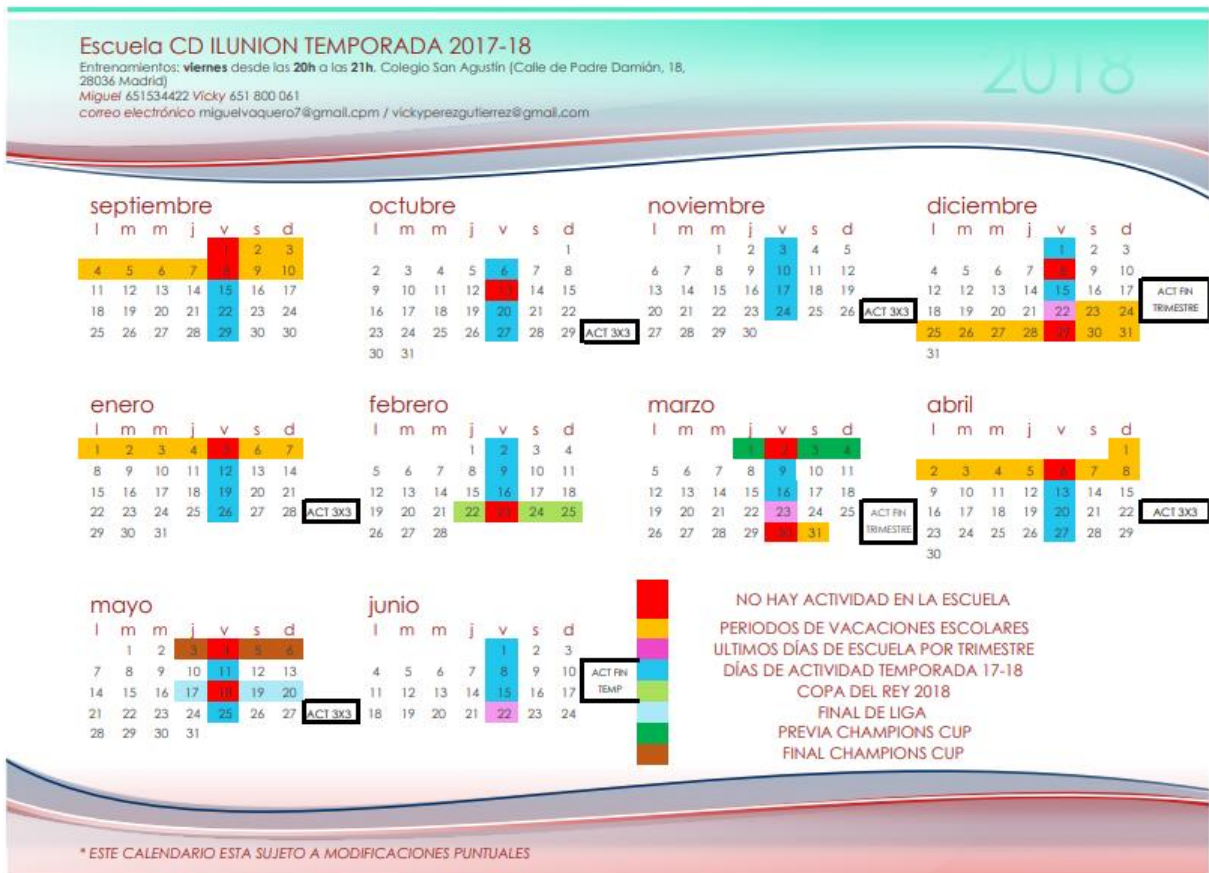 Escuela CD ILUNION TEMPORADA 2017-18
2018
Entrenamientos: viernes desde las 20h a las 21h. Colegio San Agustín (Calle de Padre Damián, 18,
28036 Madrid)
Miguel 651534422 Vicky 651 800 061
correo electrónico miguelvaquero7@gmail.cpm / vickyperezgutierrez@gmail.com
septiembre
l m m j v s d
1 2 3
4 5 6 7 8 9 10
11 12 13 14 15 16 17
18 19 20 21 22 23 24
25 26 27 28 29 30
octubre
l m m j v s d
1
2 3 4 5 6 7 8
9 10 11 12 13 14 15
16 17 18 19 20 21 22
23 24 25 26 27 28 29 ACT 3X3
30 31
noviembre
l m m j v s d
1 2 3 4 5
6 7 8 9 10 11 12
13 14 15 16 17 18 19
20 21 22 23 24 25 26 ACT 3X3
27 28 29 30
diciembre
l m m j v s d
1 2 3
4 5 6 7 8 9 10
12 12 13 14 15 16 17 ACT FIN
18 19 20 21 22 23 24 TRIMESTRE
25 26 27 28 29 30 31
31
enero
l m m j v s d
1 2 3 4 5 6 7
8 9 10 11 12 13 14
15 16 17 18 19 20 21
22 23 24 25 26 27 28 ACT 3X3
29 30 31
febrero
l m m j v s d
1 2 3 4
5 6 7 8 9 10 11
12 13 14 15 16 17 18
19 20 21 22 23 24 25
26 27 28
marzo
l m m j v s d
1 2 3 4
5 6 7 8 9 10 11
12 13 14 15 16 17 18
19 20 21 22 23 24 25 ACT FIN
26 27 28 29 30 31 TRIMESTRE
abril
l m m j v s d
1
2 3 4 5 6 7 8
9 10 11 12 13 14 15
16 17 18 19 20 21 22 ACT 3X3
23 24 25 26 27 28 29
30
mayo
l m m j v s d
1 2 3 4 5 6
7 8 9 10 11 12 13
14 15 16 17 18 19 20
21 22 23 24 25 26 27 ACT 3X3
28 29 30 31
junio
l m m j v s d
1 2 3
4 5 6 7 8 9 10 ACT FIN
11 12 13 14 15 16 17 TEMP
18 19 20 21 22 23 24
NO HAY ACTIVIDAD EN LA ESCUELA
PERIODOS DE VACACIONES ESCOLARES
ULTIMOS DÍAS DE ESCUELA POR TRIMESTRE
DÍAS DE ACTIVIDAD TEMPORADA 17-18
COPA DEL REY 2018
FINAL DE LIGA
PREVIA CHAMPIONS CUP
FINAL CHAMPIONS CUP
* ESTE CALENDARIO ESTA SUJETO A MODIFICACIONES PUNTUALES